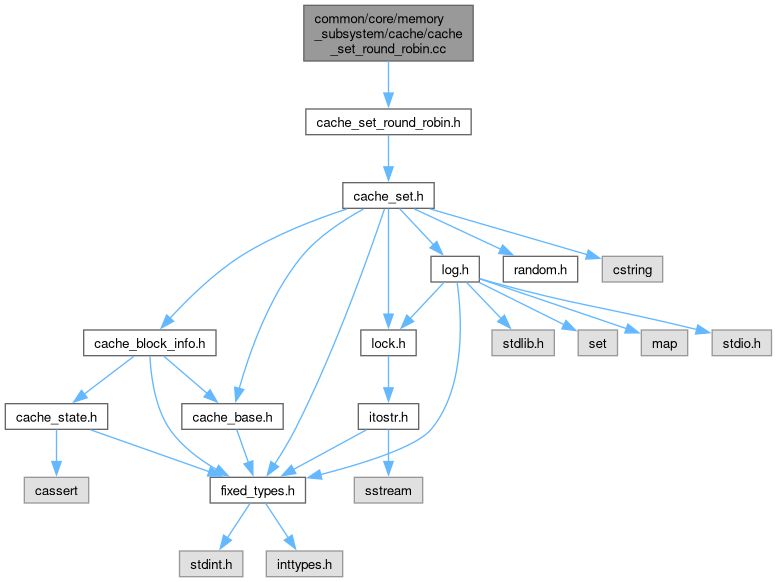 common/core/memory
_subsystem/cache/cache
_set_round_robin.cc
cache_set_round_robin.h
cache_set.h
log.h
random.h
cstring
cache_block_info.h
lock.h
stdlib.h
set
map
stdio.h
cache_state.h
cache_base.h
itostr.h
cassert
fixed_types.h
sstream
stdint.h
inttypes.h